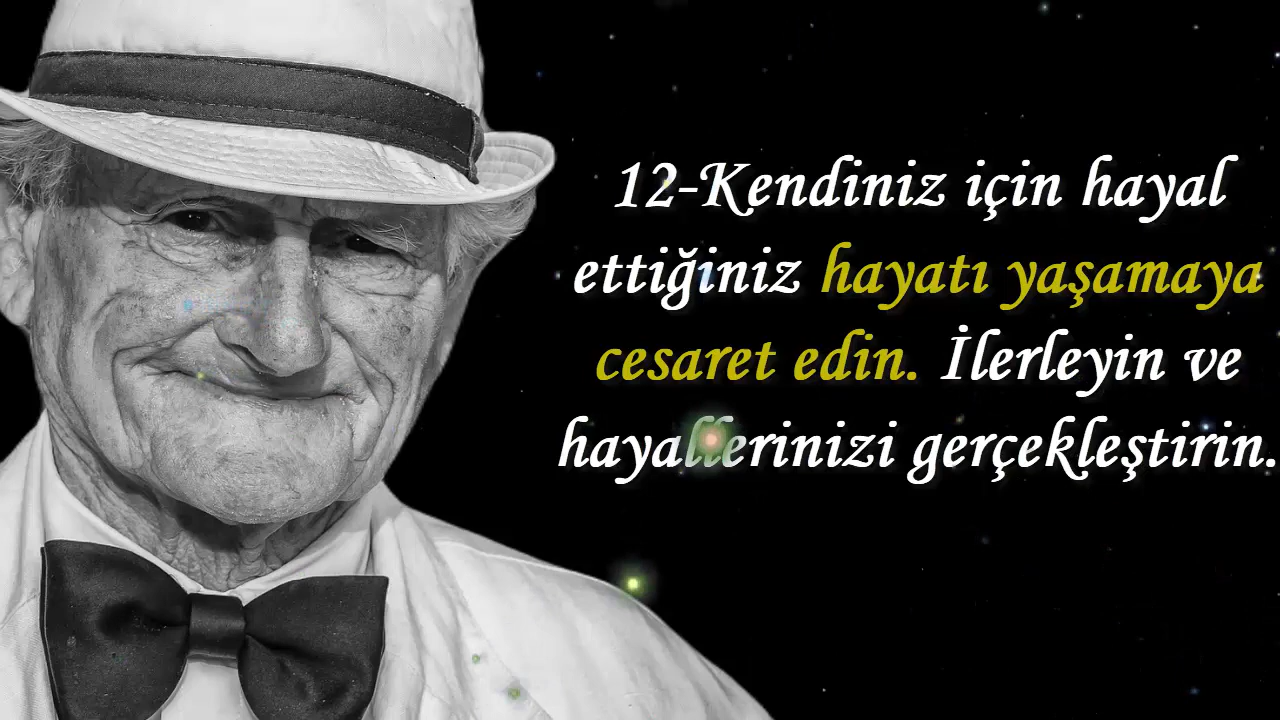 12-Kendiniz için hayal
ettiğiniz hayatı yaşamaya
cesaret edin. İlerleyin ve
hayallerinizi gerçekleştirin.